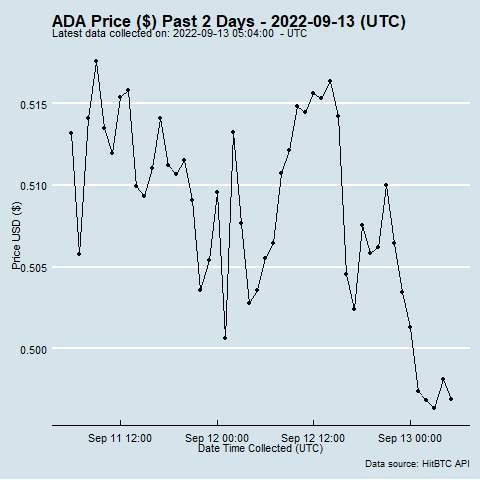 ADA Price ($) Past 2 Days - 2022-09-13 (UTC)
Latest data collected on: 2022-09-13 05:04:00 - UTC
0.515
0.510
0.505
0.500
Price USD ($)
Sep 11 12:00 Sep 12 00:00 Sep 12 12:00 Sep 13 00:00
Date Time Collected (UTC)
Data source: HitBTC API